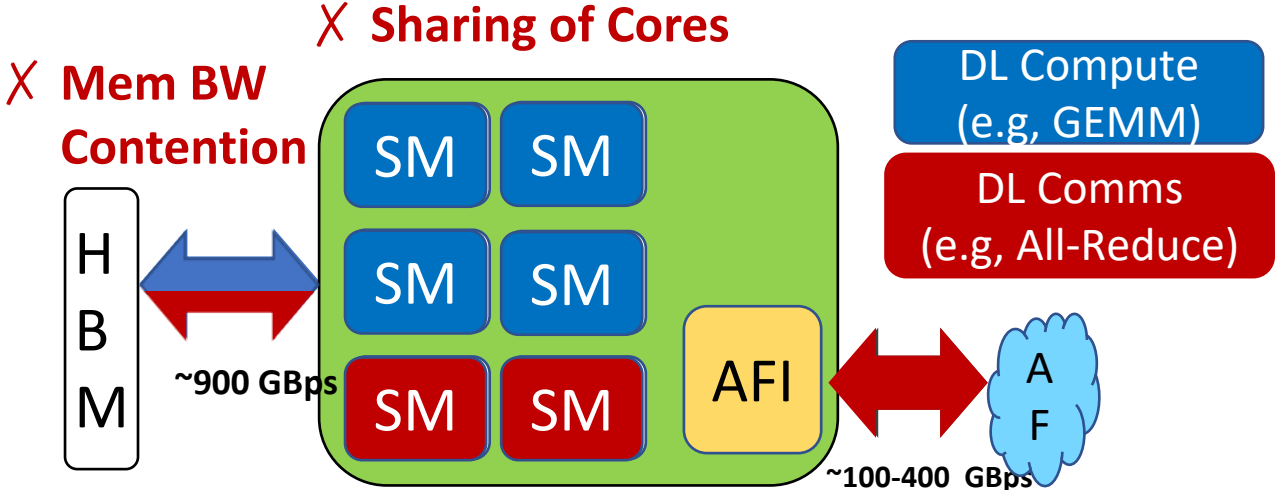 ✗ Sharing of Cores
✗ Mem BW
Contention
DL Compute
(e.g, GEMM)
DL Comms
(e.g, All-Reduce)
SM SM
SM SM
SM SM
H
B
M
~900 GBps
AFI
A
F
~100-400 GBps